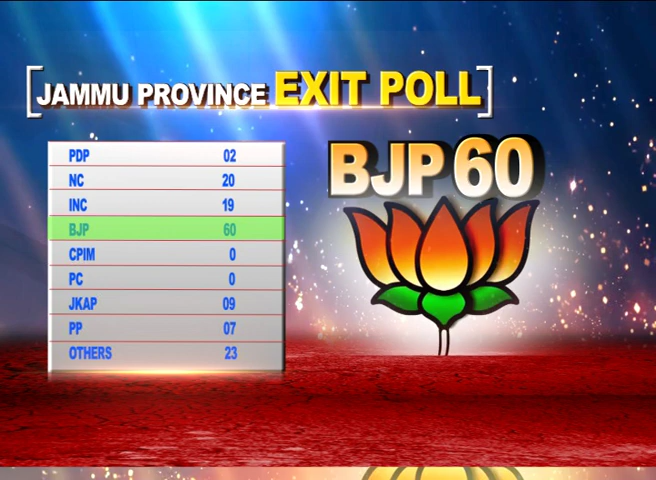 [JAMMU PROVINCE EXIT POLL]
PDP 02
NC 20
INC 19
BJP 60
CPIM 0
PC 0
JKAP 09
PP 07
OTHERS 23
BJP 60